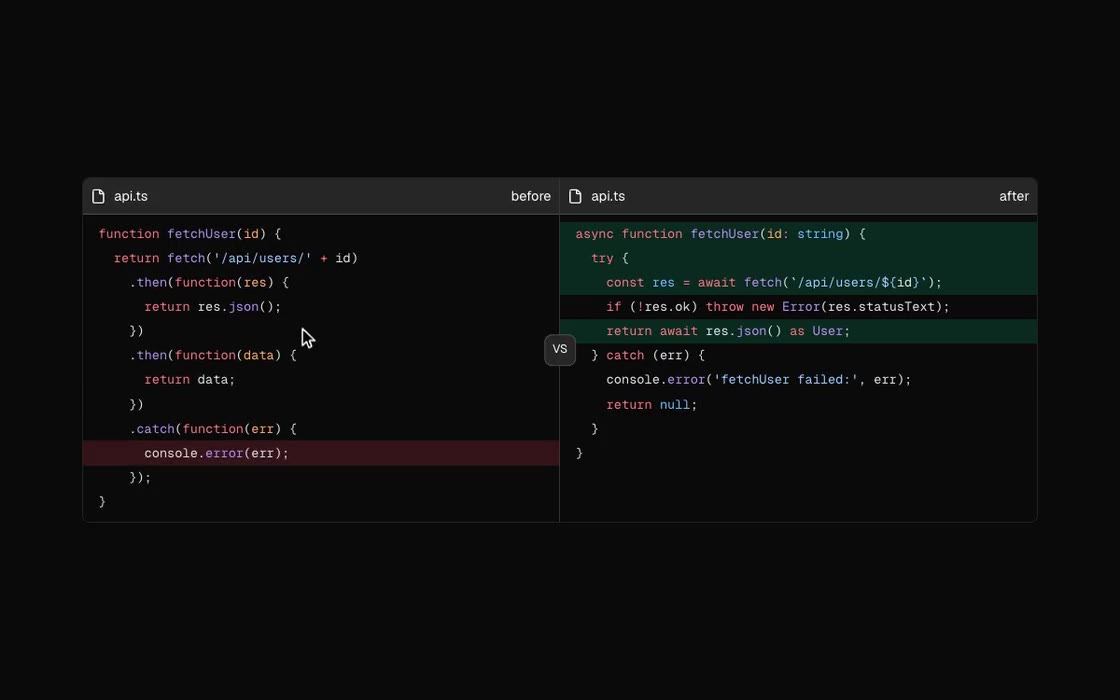 api.ts before
function fetchUser(id) {
  return fetch('/api/users/' + id)
    .then(function(res) {
      return res.json();
    })
    .then(function(data) {
      return data;
    })
    .catch(function(err) {
      console.error(err);
    });
}
VS
api.ts after
async function fetchUser(id: string) {
  try {
    const res = await fetch(`/api/users/${id}`);
    if (!res.ok) throw new Error(res.statusText);
    return await res.json() as User;
  } catch (err) {
    console.error('fetchUser failed:', err);
    return null;
  }
}